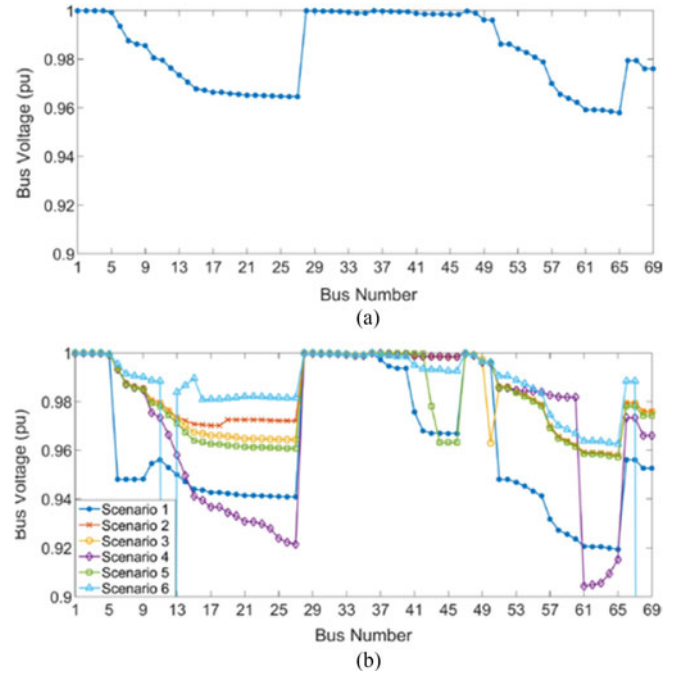 1
0.98
0.96
0.94
0.92
0.9
Bus Voltage (pu)
1 5 9 13 17 21 25 29 33 37 41 45 49 53 57 61 65 69
Bus Number
(a)
1
0.98
0.96
0.94
0.92
0.9
Bus Voltage (pu)
Scenario 1
Scenario 2
Scenario 3
Scenario 4
Scenario 5
Scenario 6
1 5 9 13 17 21 25 29 33 37 41 45 49 53 57 61 65 69
Bus Number
(b)